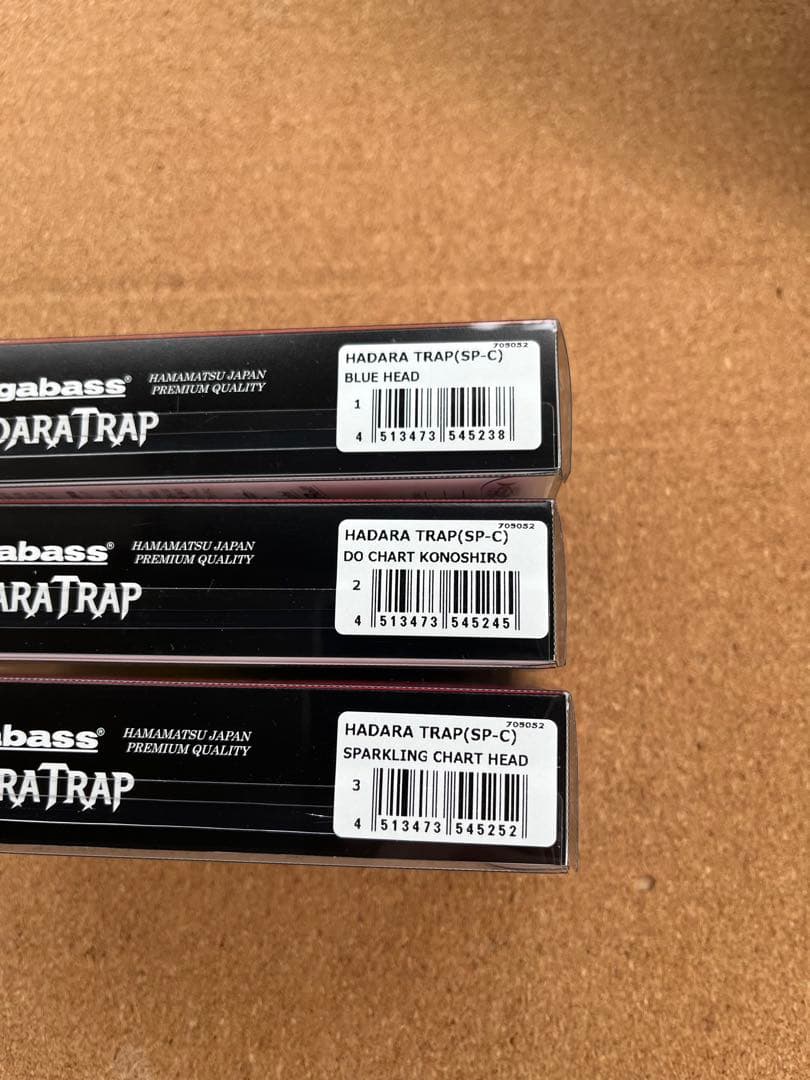 gabass®
HAMAMATSU JAPAN
PREMIUM QUALITY
DARATRAP
705052
HADARA TRAP(SP-C)
BLUE HEAD
1
4 513473 545238
abass®
HAMAMATSU JAPAN
PREMIUM QUALITY
ARATRAP
705052
HADARA TRAP(SP-C)
DO CHART KONOSHIRO
2
4 513473 545245
bass®
HAMAMATSU JAPAN
PREMIUM QUALITY
RATRAP
705052
HADARA TRAP(SP-C)
SPARKLING CHART HEAD
3
4 513473 545252